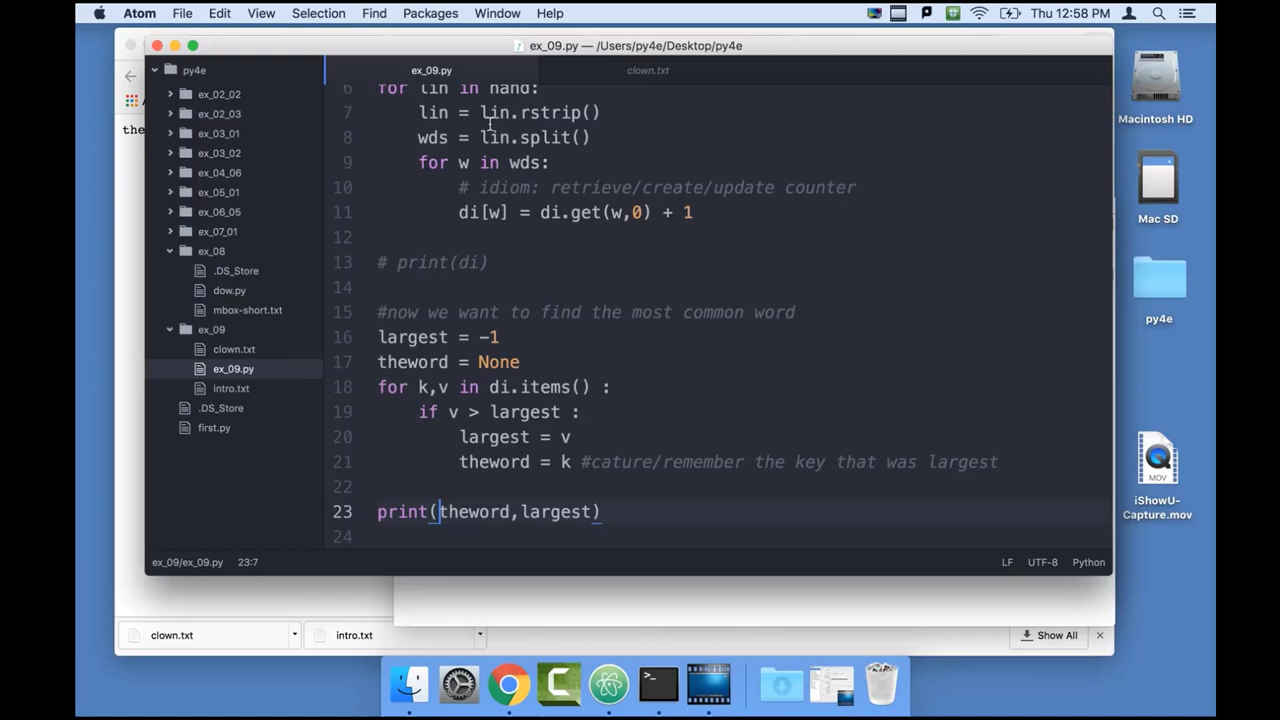 Atom File Edit View Selection Find Packages Window Help Thu 12:58 PM
ex_09.py — /Users/py4e/Desktop/py4e
py4e
ex_02_02
ex_02_03
ex_03_01
ex_03_02
ex_04_06
ex_05_01
ex_06_05
ex_07_01
ex_08
.DS_Store
dow.py
mbox-short.txt
ex_09
clown.txt
ex_09.py
intro.txt
.DS_Store
first.py
ex_09.py clown.txt
6 for lin in hand:
7 lin = lin.rstrip()
8 wds = lin.split()
9 for w in wds:
10 # idiom: retrieve/create/update counter
11 di[w] = di.get(w,0) + 1
12
13 # print(di)
14
15 #now we want to find the most common word
16 largest = -1
17 theword = None
18 for k,v in di.items() :
19 if v > largest :
20 largest = v
21 theword = k #cature/remember the key that was largest
22
23 print(theword,largest)
24
ex_09/ex_09.py 23:7 LF UTF-8 Python
clown.txt intro.txt Show All
Macintosh HD
Mac SD
py4e
MOV
iShowU-
Capture.mov